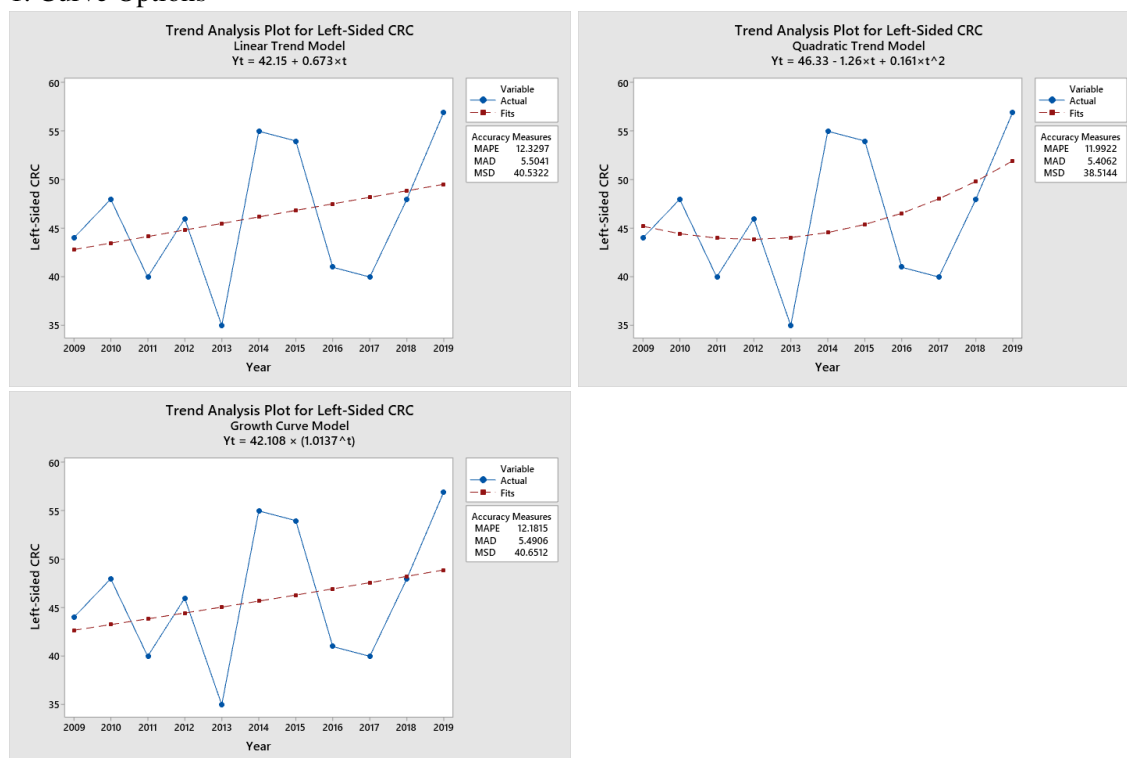 1. Curve Options
Trend Analysis Plot for Left-Sided CRC
Linear Trend Model
Yt = 42.15 + 0.673×t
60
55
50
45
40
35
Left-Sided CRC
2009 2010 2011 2012 2013 2014 2015 2016 2017 2018 2019
Year
Variable
Actual
Fits
Accuracy Measures
MAPE 12.3297
MAD 5.5041
MSD 40.5322
Trend Analysis Plot for Left-Sided CRC
Quadratic Trend Model
Yt = 46.33 - 1.26×t + 0.161×t^2
60
55
50
45
40
35
Left-Sided CRC
2009 2010 2011 2012 2013 2014 2015 2016 2017 2018 2019
Year
Variable
Actual
Fits
Accuracy Measures
MAPE 11.9922
MAD 5.4062
MSD 38.5144
Trend Analysis Plot for Left-Sided CRC
Growth Curve Model
Yt = 42.108 × (1.0137^t)
60
55
50
45
40
35
Left-Sided CRC
2009 2010 2011 2012 2013 2014 2015 2016 2017 2018 2019
Year
Variable
Actual
Fits
Accuracy Measures
MAPE 12.1815
MAD 5.4906
MSD 40.6512